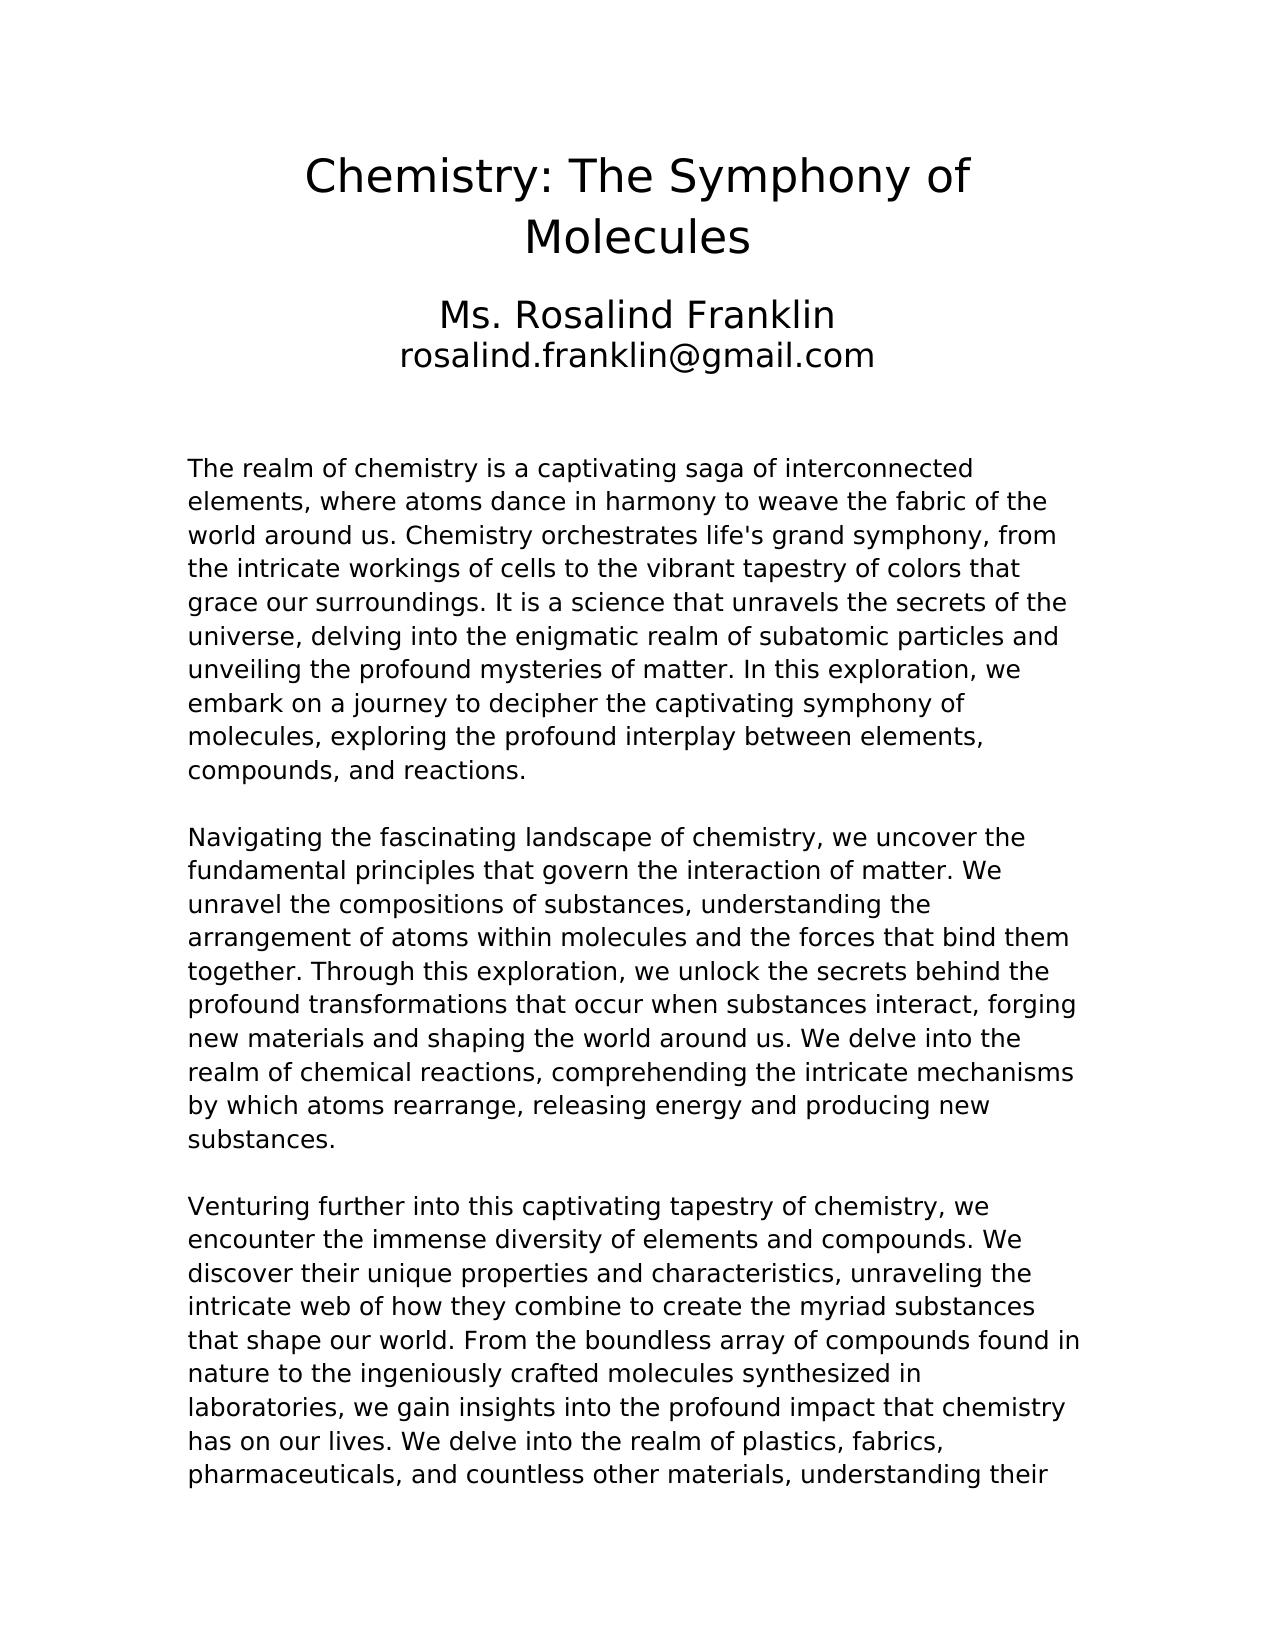 Chemistry: The Symphony of
Molecules
Ms. Rosalind Franklin
rosalind.franklin@gmail.com
The realm of chemistry is a captivating saga of interconnected
elements, where atoms dance in harmony to weave the fabric of the
world around us. Chemistry orchestrates life's grand symphony, from
the intricate workings of cells to the vibrant tapestry of colors that
grace our surroundings. It is a science that unravels the secrets of the
universe, delving into the enigmatic realm of subatomic particles and
unveiling the profound mysteries of matter. In this exploration, we
embark on a journey to decipher the captivating symphony of
molecules, exploring the profound interplay between elements,
compounds, and reactions.
Navigating the fascinating landscape of chemistry, we uncover the
fundamental principles that govern the interaction of matter. We
unravel the compositions of substances, understanding the
arrangement of atoms within molecules and the forces that bind them
together. Through this exploration, we unlock the secrets behind the
profound transformations that occur when substances interact, forging
new materials and shaping the world around us. We delve into the
realm of chemical reactions, comprehending the intricate mechanisms
by which atoms rearrange, releasing energy and producing new
substances.
Venturing further into this captivating tapestry of chemistry, we
encounter the immense diversity of elements and compounds. We
discover their unique properties and characteristics, unraveling the
intricate web of how they combine to create the myriad substances
that shape our world. From the boundless array of compounds found in
nature to the ingeniously crafted molecules synthesized in
laboratories, we gain insights into the profound impact that chemistry
has on our lives. We delve into the realm of plastics, fabrics,
pharmaceuticals, and countless other materials, understanding their